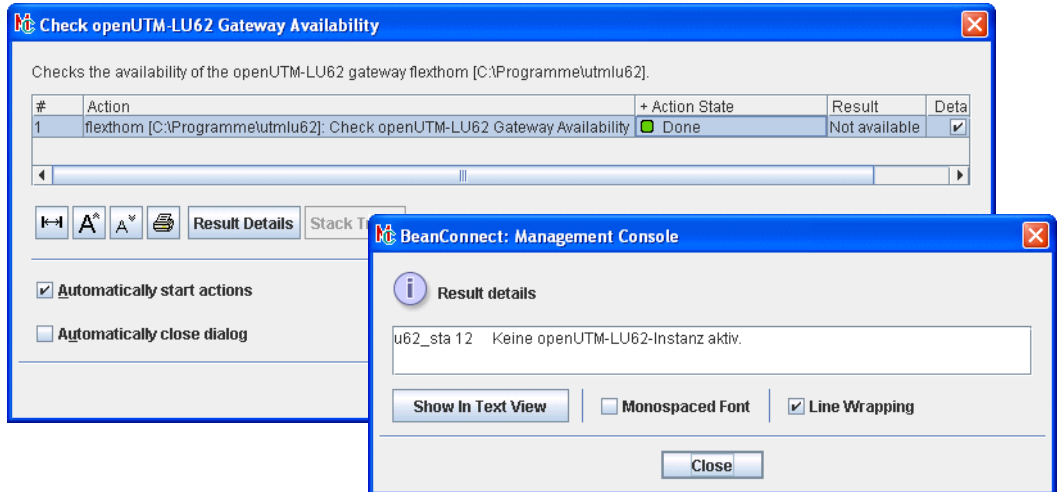 Check openUTM-LU62 Gateway Availability
Checks the availability of the openUTM-LU62 gateway flexthom [C:\Programme\utmlu62].
# Action + Action State Result Deta
1 flexthom [C:\Programme\utmlu62]: Check openUTM-LU62 Gateway Availability Done Not available
Result Details Stack T
Automatically start actions
Automatically close dialog
BeanConnect: Management Console
Result details
u62_sta 12 Keine openUTM-LU62-Instanz aktiv.
Show In Text View Monospaced Font Line Wrapping
Close